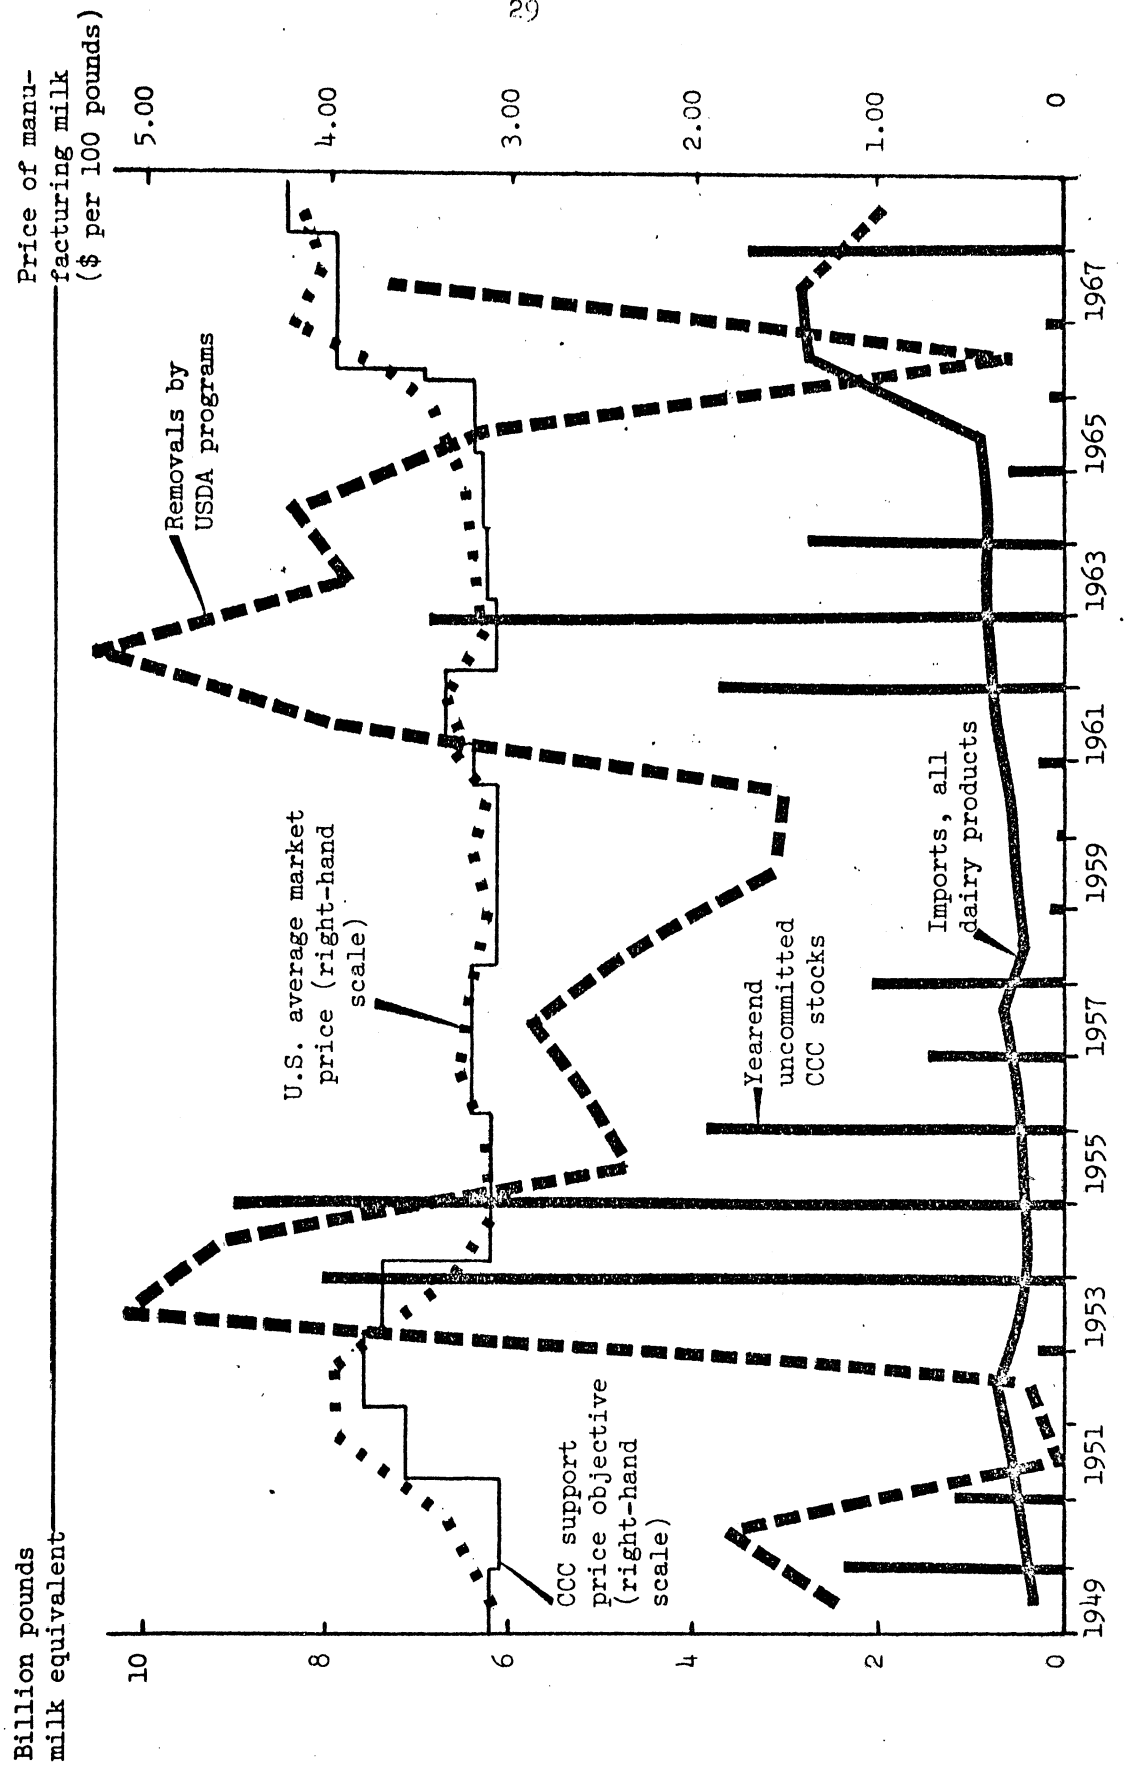 29
Billion pounds
milk equivalent
Price of manu-
facturing milk
($ per 100 pounds)
10
8
6
4
2
0
5.00
4.00
3.00
2.00
1.00
0
Removals by
USDA programs
U.S. average market
price (right-hand
scale)
CCC support
price objective
(right-hand
scale)
Yearend
uncommitted
CCC stocks
Imports, all
dairy products
1949
1951
1953
1955
1957
1959
1961
1963
1965
1967